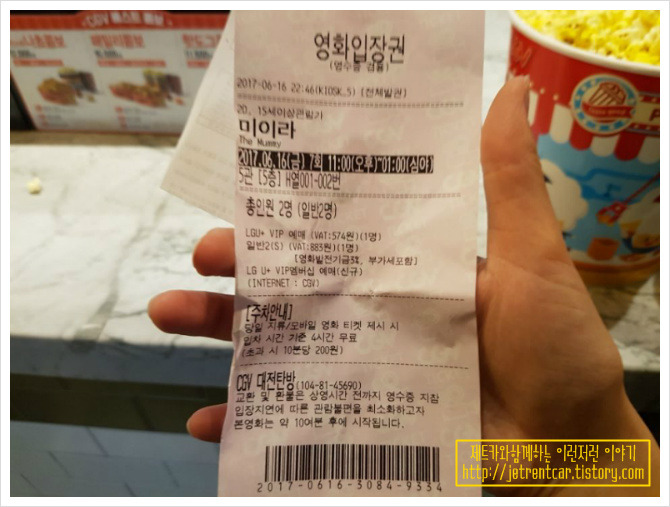 CGV 베스트 콤보
영화입장권
(영수증 겸용)
2017-06-16 22:46(KIOSK_5) [전체발권]
20. 15세이상관람가
미이라
The Mummy
2017.06.16(금) 7회 11:00(오후)~01:00(심야)
5관 [5층] H열001-002번
총인원 2명 (일반2명)
LGU+ VIP 예매 (VAT:574원)(1명)
일반2(S) (VAT:883원)(1명)
[영화발전기금3%, 부가세포함]
LG U+ VIP멤버십 예매(신규)
(INTERNET : CGV)
[주차안내]
당일 지류/모바일 영화 티켓 제시 시
입차 시간 기준 4시간 무료
(초과 시 10분당 200원)
CGV 대전탄방(104-81-45690)
교환 및 환불은 상영시간 전까지 영수증 지참
입장지연에 따른 관람불편을 최소화하고자
본영화는 약 10여분 후에 시작됩니다.
2017-0616-3084-9334
제트카와함께하는 이런저런 이야기
http://jetrentcar.tistory.com